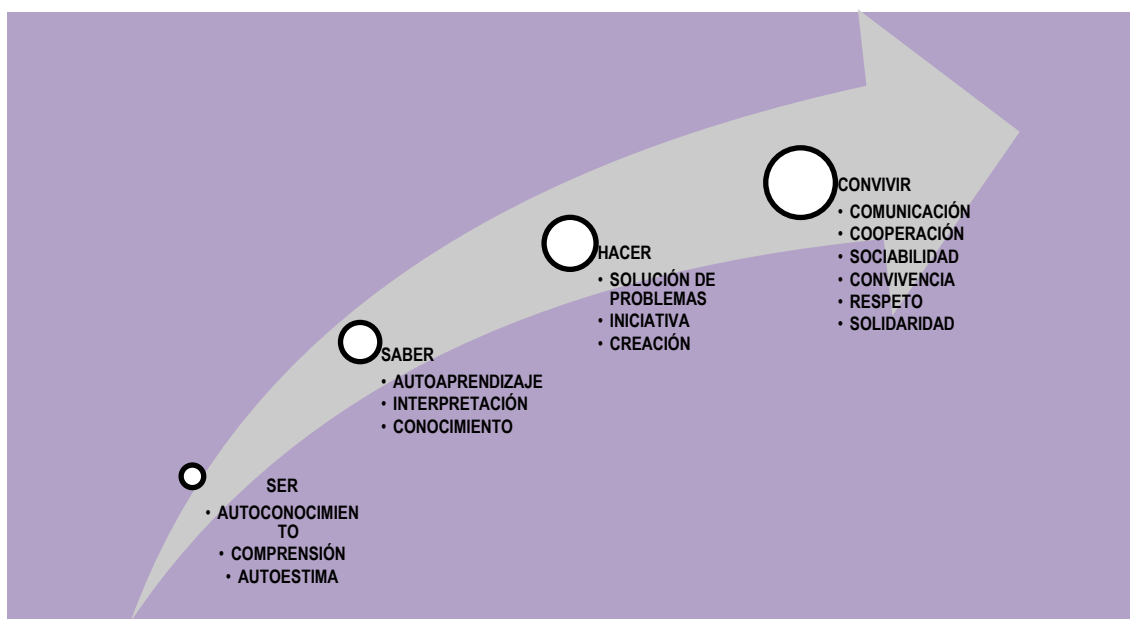 SER
• AUTOCONOCIMIEN
TO
• COMPRENSIÓN
• AUTOESTIMA
SABER
• AUTOAPRENDIZAJE
• INTERPRETACIÓN
• CONOCIMIENTO
HACER
• SOLUCIÓN DE
PROBLEMAS
• INICIATIVA
• CREACIÓN
CONVIVIR
• COMUNICACIÓN
• COOPERACIÓN
• SOCIABILIDAD
• CONVIVENCIA
• RESPETO
• SOLIDARIDAD